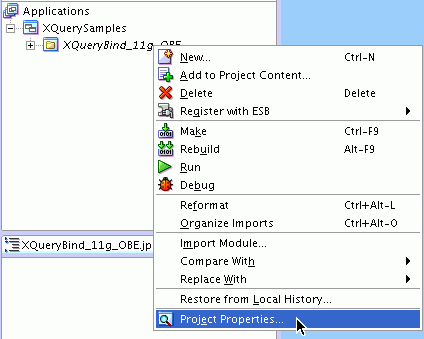 Applications
XQuerySamples
XQueryBind_11g_OBE
New... Ctrl-N
Add to Project Content...
Delete Delete
Register with ESB
Make Ctrl-F9
Rebuild Alt-F9
Run
Debug
Reformat Ctrl+Alt-L
Organize Imports Ctrl+Alt-O
XQueryBind_11g_OBE.jp
Import Module...
Compare With
Replace With
Restore from Local History...
Project Properties...